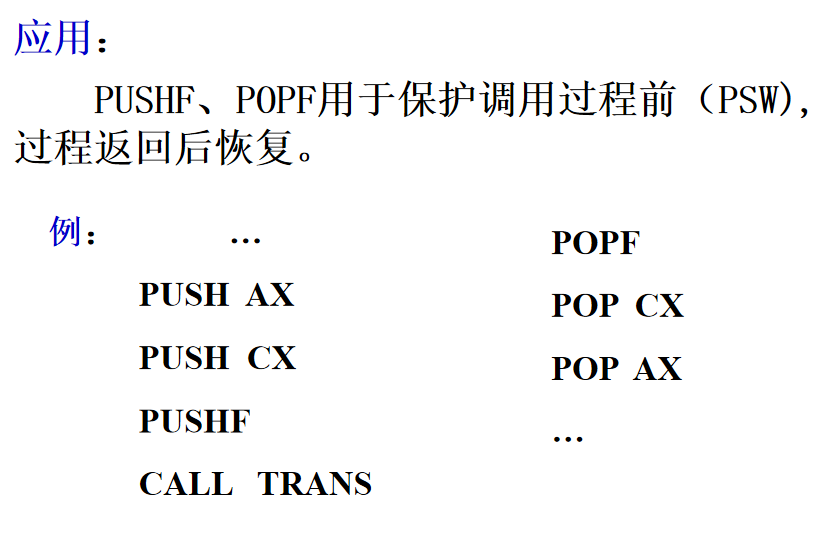 应用：
PUSHF、POPF用于保护调用过程前（PSW),
过程返回后恢复。
例： …
PUSH AX
PUSH CX
PUSHF
CALL TRANS
POPF
POP CX
POP AX
…